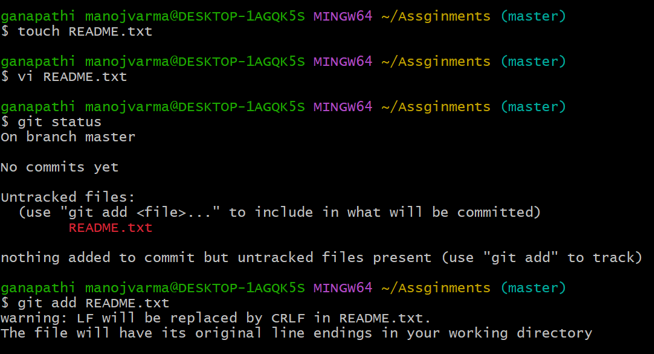 ganapathi manojvarma@DESKTOP-1AGQK5S MINGW64 ~/Assginments (master)
$ touch README.txt
ganapathi manojvarma@DESKTOP-1AGQK5S MINGW64 ~/Assginments (master)
$ vi README.txt
ganapathi manojvarma@DESKTOP-1AGQK5S MINGW64 ~/Assginments (master)
$ git status
On branch master
No commits yet
Untracked files:
(use "git add <file>..." to include in what will be committed)
README.txt
nothing added to commit but untracked files present (use "git add" to track)
ganapathi manojvarma@DESKTOP-1AGQK5S MINGW64 ~/Assginments (master)
$ git add README.txt
warning: LF will be replaced by CRLF in README.txt.
The file will have its original line endings in your working directory